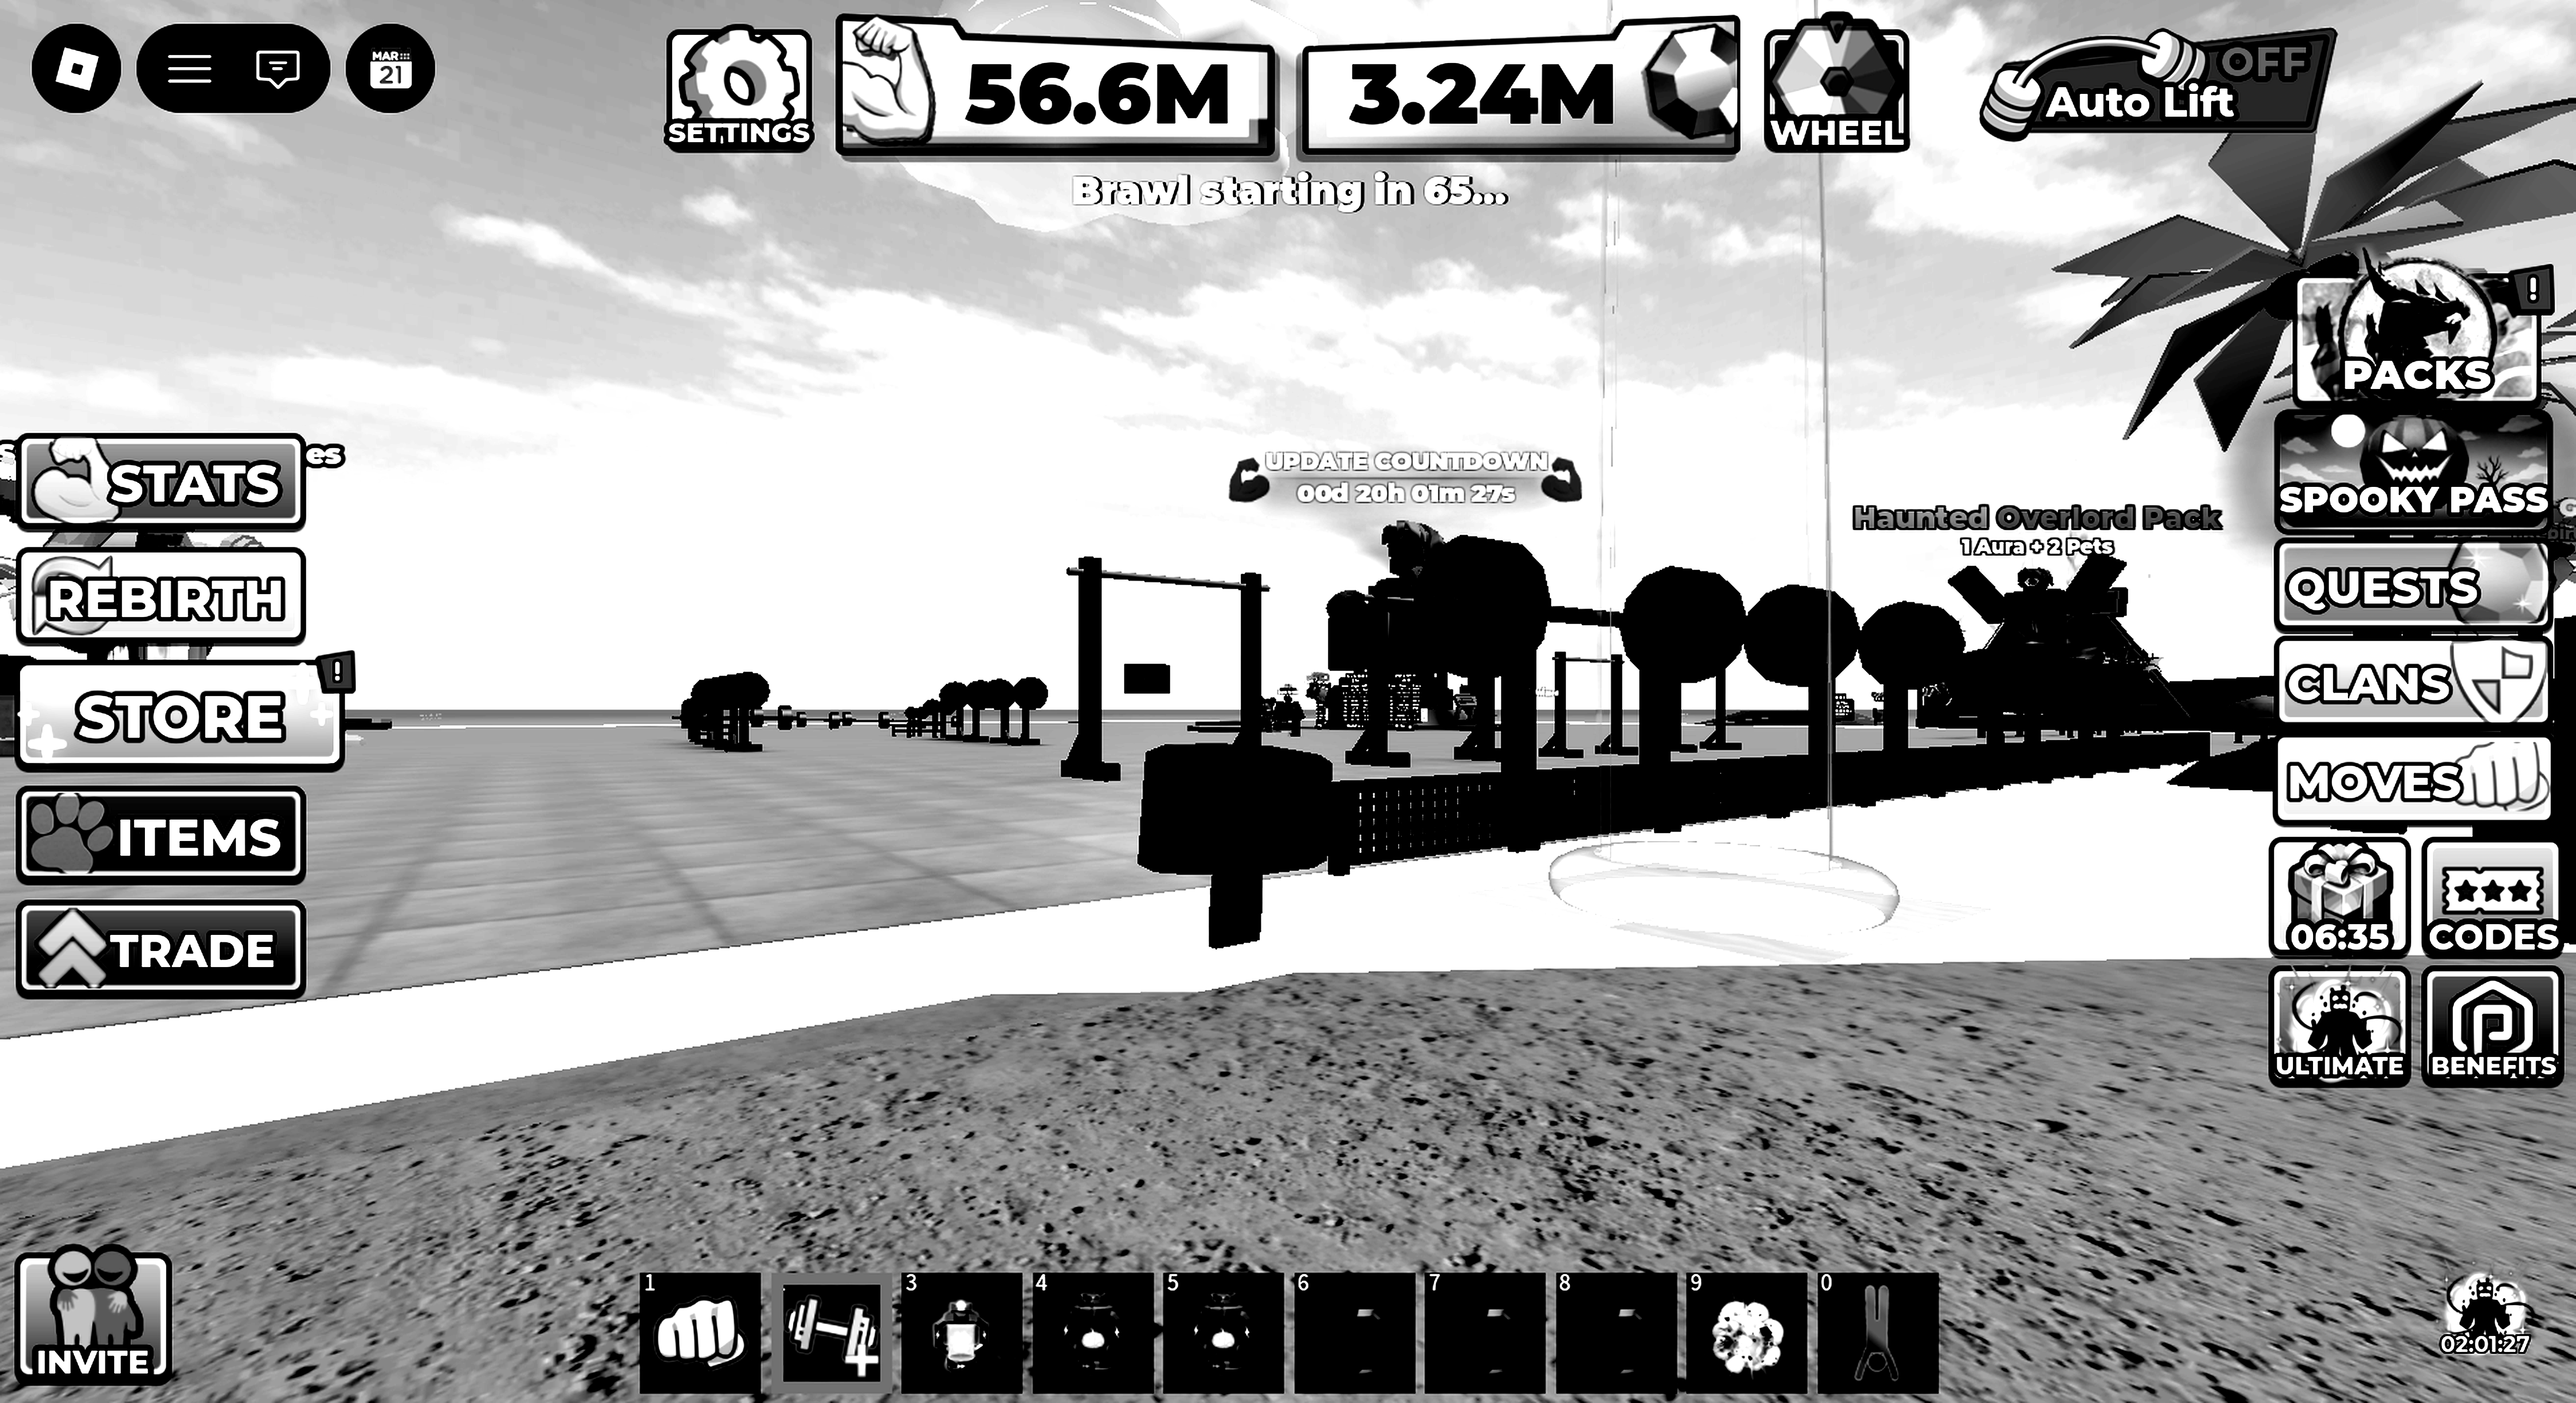 MAR
21
SETTINGS
56.6M
3.24M
WHEEL
OFF
Auto Lift
Brawl starting in 65...
!
PACKS
es
STATS
UPDATE COUNTDOWN
00d 20h 01m 27s
SPOOKY PASS
Haunted Overlord Pack
1 Aura + 2 Pets
REBIRTH
QUESTS
!
STORE
CLANS
MOVES
ITEMS
06:35
CODES
TRADE
ULTIMATE
BENEFITS
INVITE
1
3
4
5
6
7
8
9
0
02:01:27